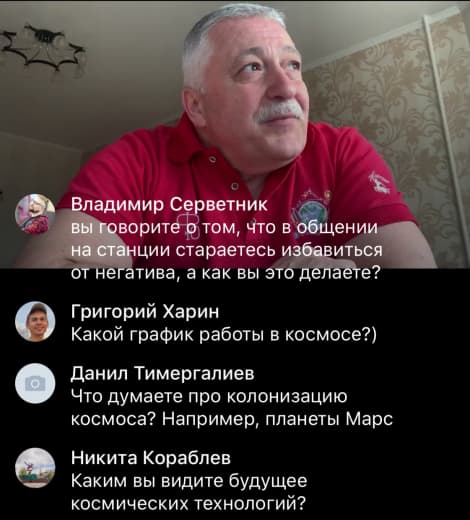 Владимир Серветник
вы говорите о том, что в общении
на станции стараетесь избавиться
от негатива, а как вы это делаете?
Григорий Харин
Какой график работы в космосе?)
Данил Тимергалиев
Что думаете про колонизацию
космоса? Например, планеты Марс
Никита Кораблев
Каким вы видите будущее
космических технологий?